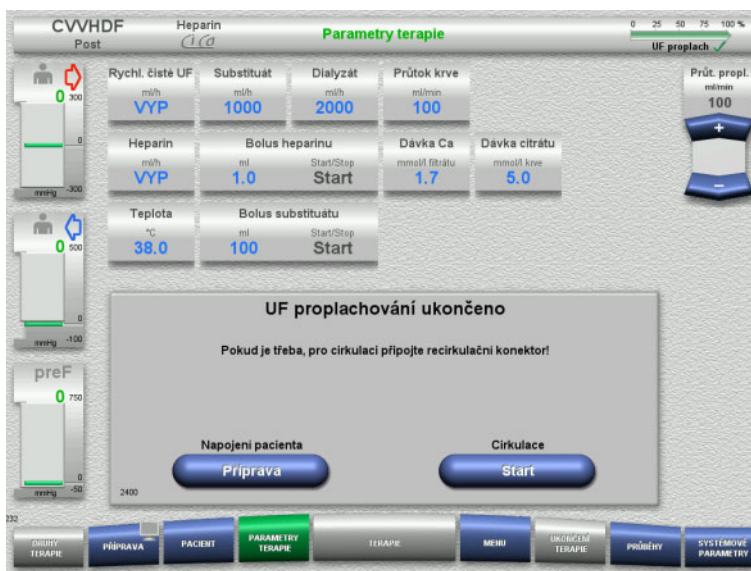 CVVHDF
Post
Heparin
Ci Ca
Parametry terapie
0 25 50 75 100 %
UF proplach
0
300
0
-300
mmHg
0
500
0
-100
mmHg
preF
0
750
0
-50
mmHg
Rychl. čisté UF
ml/h
VYP
Substituát
ml/h
1000
Dialyzát
ml/h
2000
Průtok krve
ml/min
100
Heparin
ml/h
VYP
Bolus heparinu
ml Start/Stop
1.0 Start
Dávka Ca
mmol/l filtrátu
1.7
Dávka citrátu
mmol/l krve
5.0
Teplota
°C
38.0
Bolus substituátu
ml Start/Stop
100 Start
Průt. propl.
ml/min
100
+
−
UF proplachování ukončeno
Pokud je třeba, pro cirkulaci připojte recirkulační konektor!
Napojení pacienta
Příprava
Cirkulace
Start
2400
232
DRUHY
TERAPIE
PŘÍPRAVA
PACIENT
PARAMETRY
TERAPIE
TERAPIE
MENU
UKONČENÍ
TERAPIE
PRŮBĚHY
SYSTÉMOVÉ
PARAMETRY